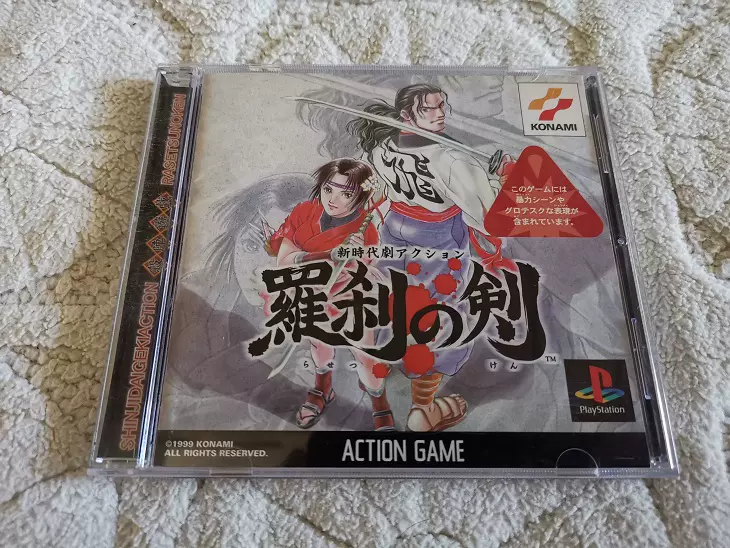 SHINJIDAIGEKIACTION RASETSUNOKEN
飛
KONAMI
このゲームには
暴力シーンや
グロテスクな表現が
含まれています。
新時代劇アクション
羅刹の剣
らせつ けん
TM
PlayStation
©1999 KONAMI
ALL RIGHTS RESERVED.
ACTION GAME